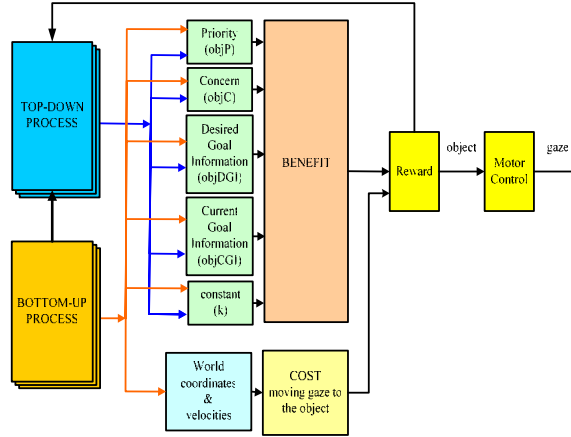 TOP-DOWN
PROCESS
BOTTOM-UP
PROCESS
Priority
(objP)
Concern
(objC)
Desired
Goal
Information
(objDGI)
Current
Goal
Information
(objCGI)
constant
(k)
BENEFIT
World
coordinates
&
velocities
COST
moving gaze to
the object
Reward
object
Motor
Control
gaze